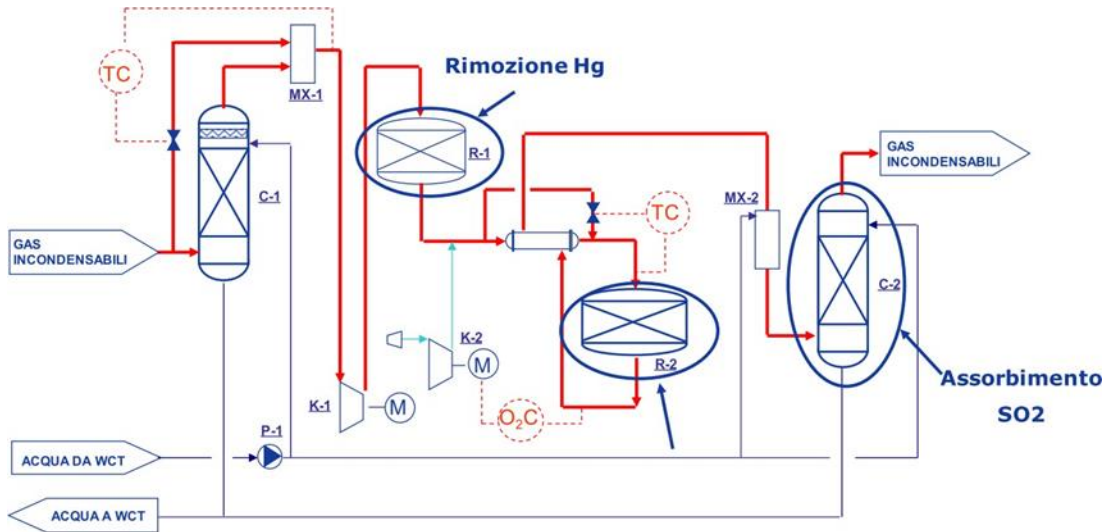 TC
MX-1
Rimozione Hg
R-1
C-1
GAS
INCONDENSABILI
MX-2
TC
GAS
INCONDENSABILI
C-2
K-2
M
R-2
K-1
M
O₂C
Assorbimento
SO2
P-1
ACQUA DA WCT
ACQUA A WCT